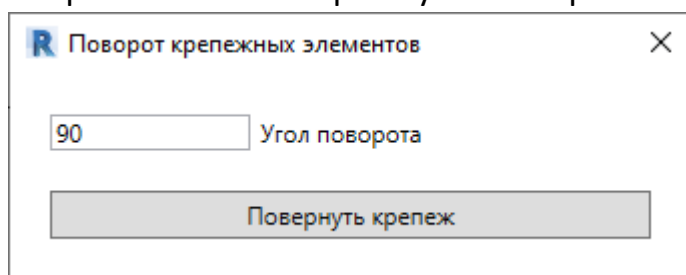 Поворот крепежных элементов
90 Угол поворота
Повернуть крепеж